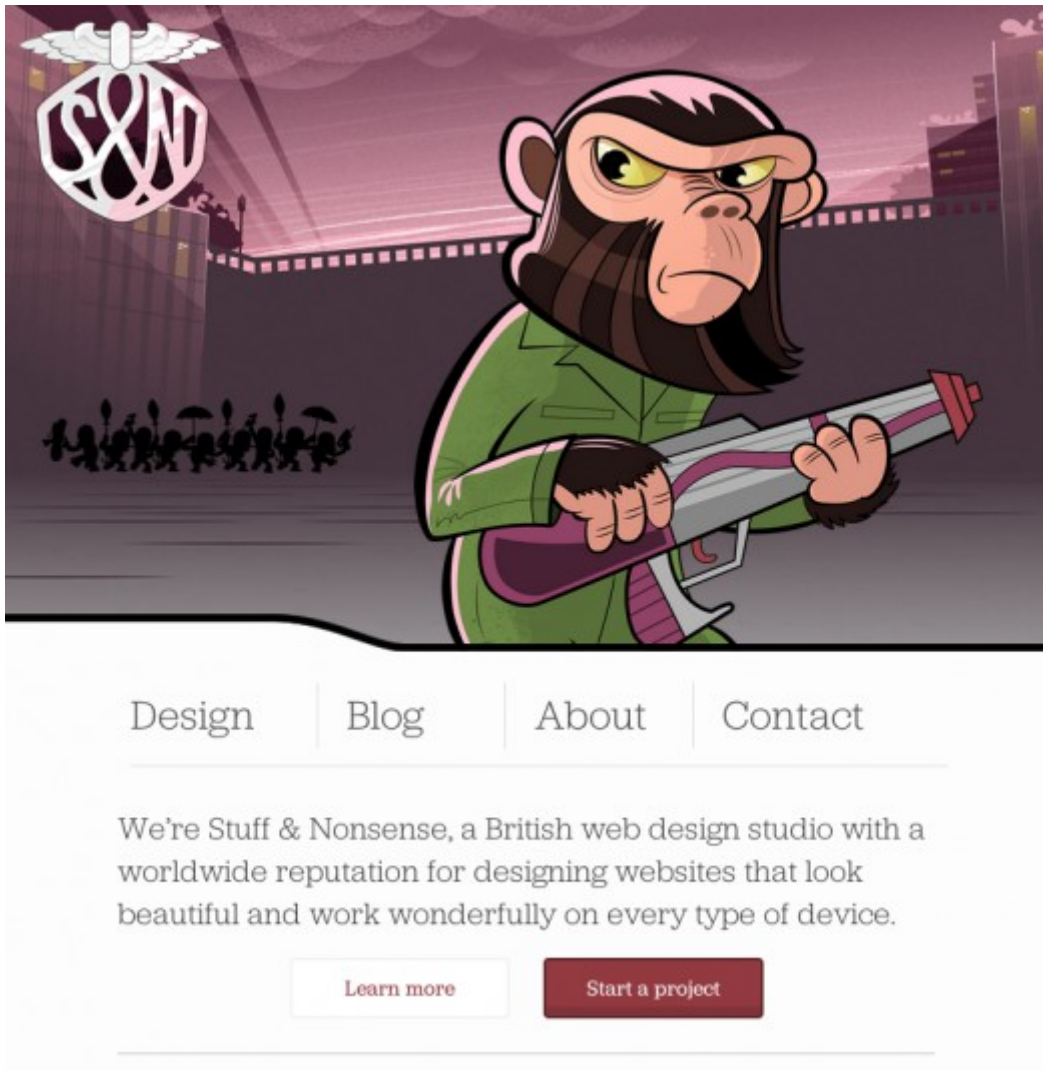 S&N
Design
Blog
About
Contact
We're Stuff & Nonsense, a British web design studio with a
worldwide reputation for designing websites that look
beautiful and work wonderfully on every type of device.
Learn more
Start a project